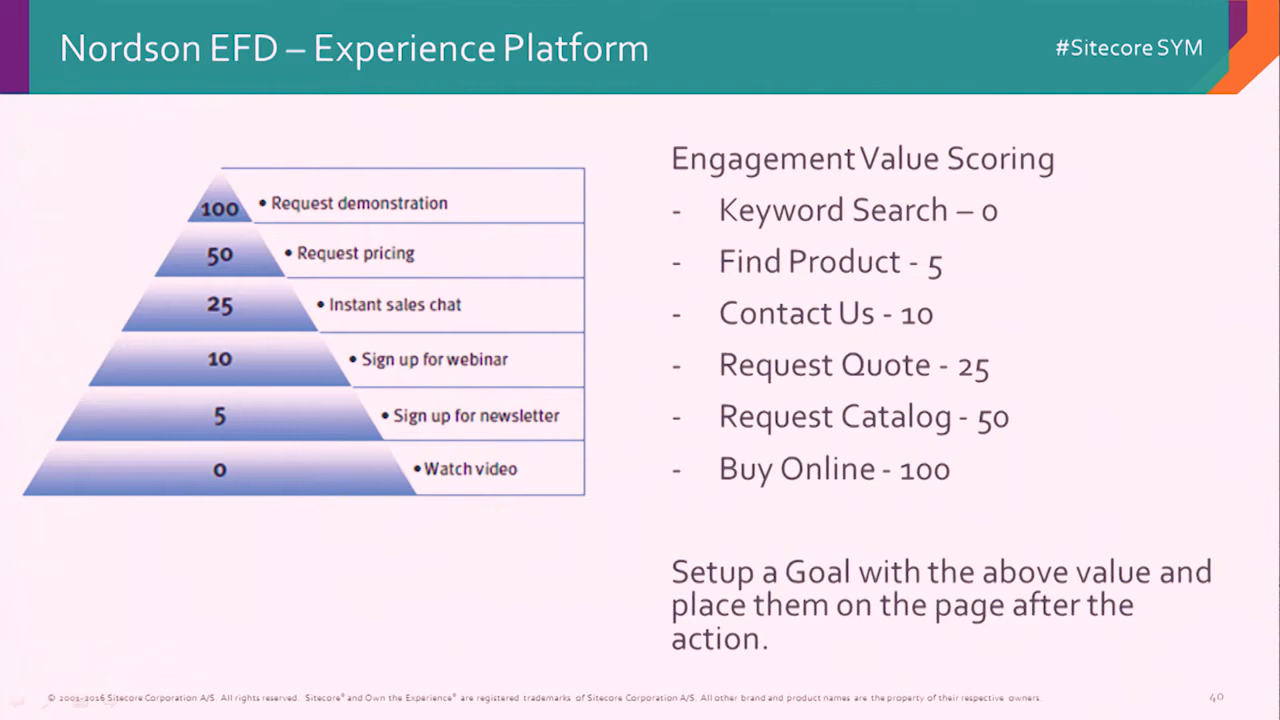 Nordson EFD – Experience Platform
#Sitecore SYM
100
• Request demonstration
50
• Request pricing
25
• Instant sales chat
10
• Sign up for webinar
5
• Sign up for newsletter
0
• Watch video
Engagement Value Scoring
- Keyword Search – 0
- Find Product - 5
- Contact Us - 10
- Request Quote - 25
- Request Catalog - 50
- Buy Online - 100
Setup a Goal with the above value and
place them on the page after the
action.
© 2001-2016 Sitecore Corporation A/S. All rights reserved. Sitecore® and Own the Experience® are registered trademarks of Sitecore Corporation A/S. All other brand and product names are the property of their respective owners.
40